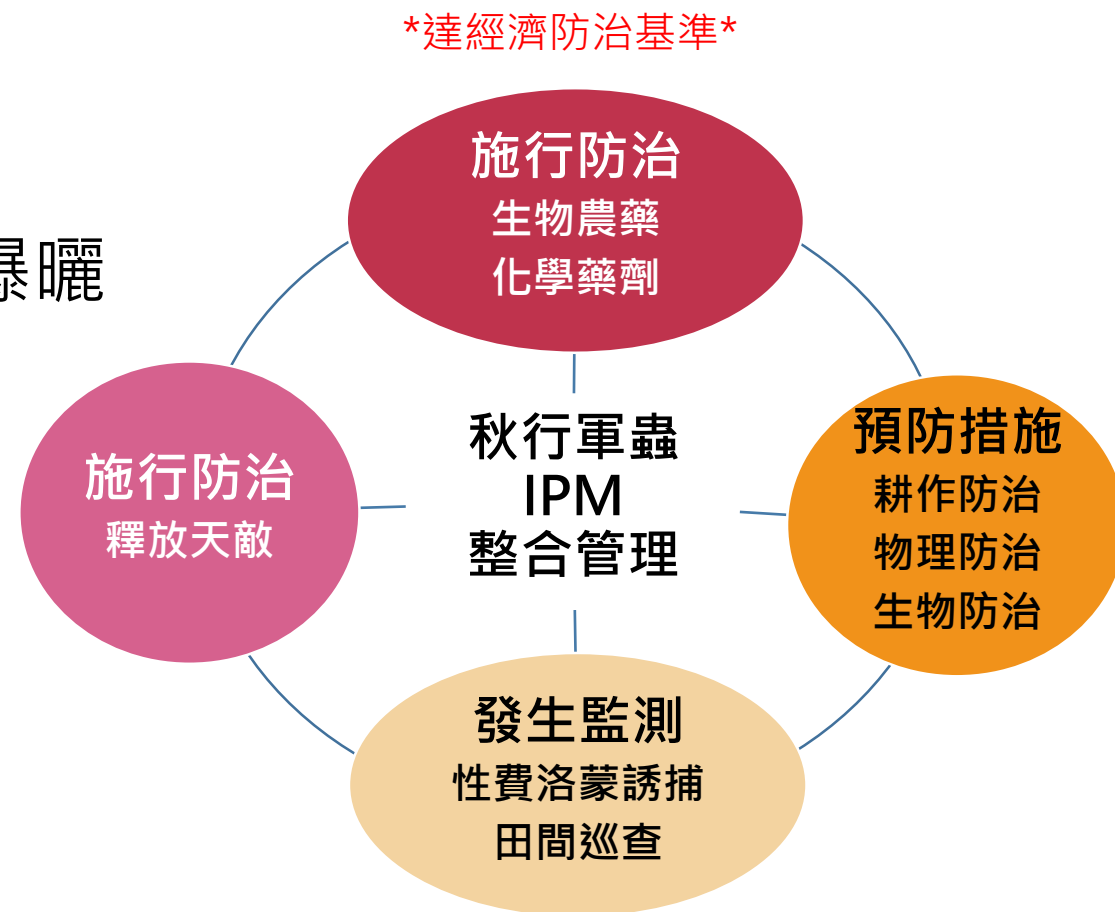 *達經濟防治基準*
施行防治
生物農藥
化學藥劑
曝曬
施行防治
釋放天敵
秋行軍蟲
IPM
整合管理
預防措施
耕作防治
物理防治
生物防治
發生監測
性費洛蒙誘捕
田間巡查